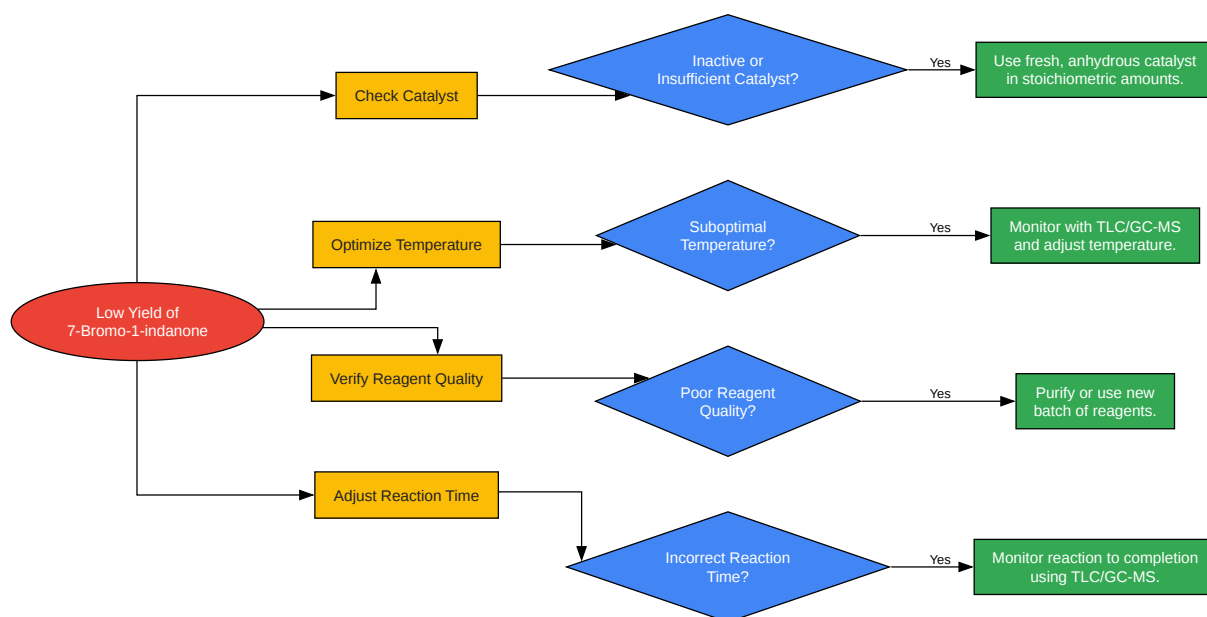 Inactive or
Insufficient Catalyst?
Yes
Use fresh, anhydrous catalyst
in stoichiometric amounts.
Check Catalyst
Suboptimal
Temperature?
Yes
Monitor with TLC/GC-MS
and adjust temperature.
Optimize Temperature
Low Yield of
7-Bromo-1-indanone
Verify Reagent Quality
Poor Reagent
Quality?
Yes
Purify or use new
batch of reagents.
Adjust Reaction Time
Incorrect Reaction
Time?
Yes
Monitor reaction to completion
using TLC/GC-MS.